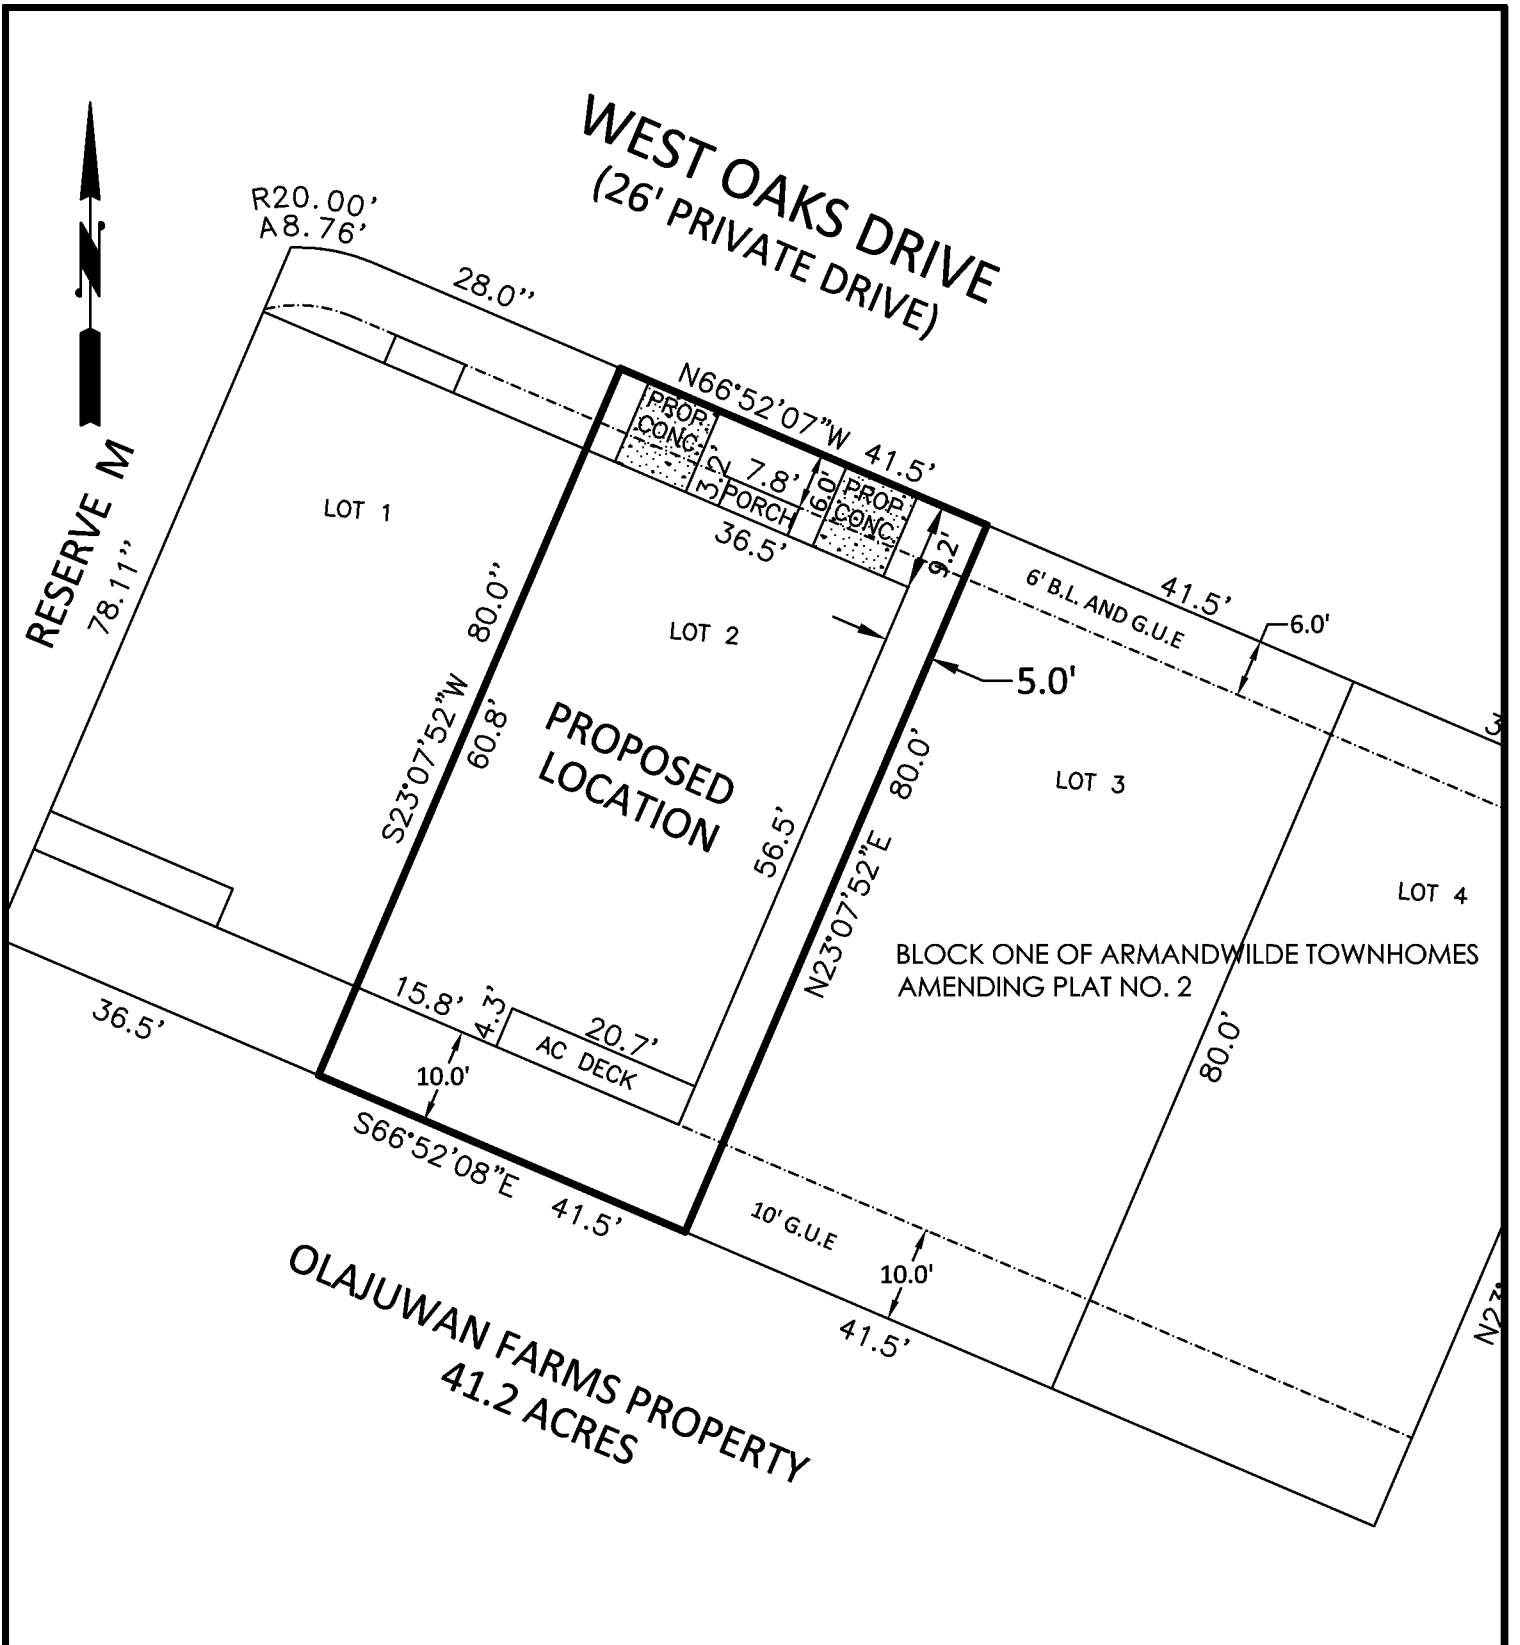 WEST OAKS DRIVE
(26' PRIVATE DRIVE)
R20.00'
A8.76'
28.0''
N
N66°52'07"W 41.5'
PROP
CONC.
3.2'
7.8'
PORCH
6.0'
PROP
CONC.
36.5'
9.2'
RESERVE M
78.11''
LOT 1
S23°07'52"W 80.0''
60.8'
LOT 2
PROPOSED
LOCATION
56.5'
5.0'
N23°07'52"E 80.0'
6' B.L. AND G.U.E
41.5'
6.0'
LOT 3
LOT 4
BLOCK ONE OF ARMANDWILDE TOWNHOMES
AMENDING PLAT NO. 2
80.0'
36.5'
15.8'
4.3'
20.7'
AC DECK
10.0'
S66°52'08"E 41.5'
10' G.U.E
10.0'
41.5'
N23°
OLAJUWAN FARMS PROPERTY
41.2 ACRES